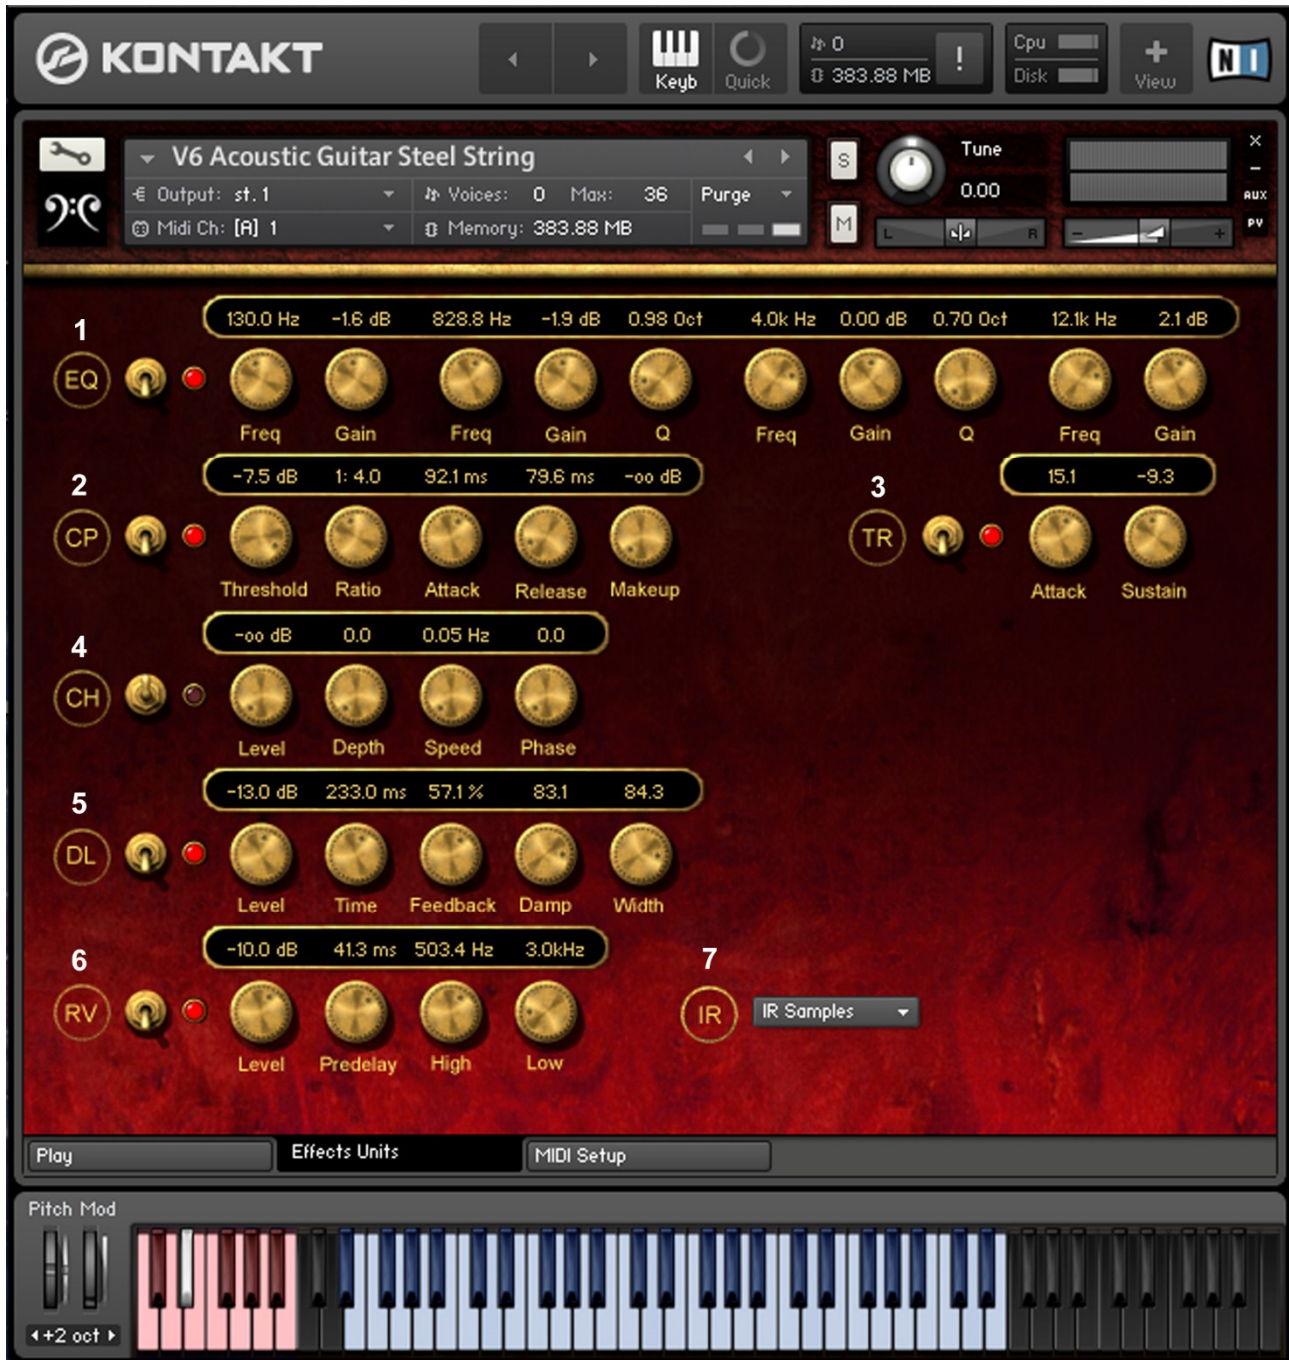 KONTAKT
Keyb
Quick
0
383.88 MB
!
Cpu
Disk
+
View
NI
V6 Acoustic Guitar Steel String
Output: st.1
Voices: 0 Max: 36
Purge
Midi Ch: [A] 1
Memory: 383.88 MB
S
M
Tune
0.00
L
R
-
+
X
-
AUX
PV
1
130.0 Hz -1.6 dB 828.8 Hz -1.9 dB 0.98 Oct 4.0k Hz 0.00 dB 0.70 Oct 12.1k Hz 2.1 dB
EQ
Freq Gain Freq Gain Q Freq Gain Q Freq Gain
2
-7.5 dB 1: 4.0 92.1 ms 79.6 ms -oo dB
CP
Threshold Ratio Attack Release Makeup
3
15.1 -9.3
TR
Attack Sustain
4
-oo dB 0.0 0.05 Hz 0.0
CH
Level Depth Speed Phase
5
-13.0 dB 233.0 ms 57.1 % 83.1 84.3
DL
Level Time Feedback Damp Width
6
-10.0 dB 41.3 ms 503.4 Hz 3.0kHz
RV
Level Predelay High Low
7
IR
IR Samples
Play
Effects Units
MIDI Setup
Pitch Mod
+2 oct